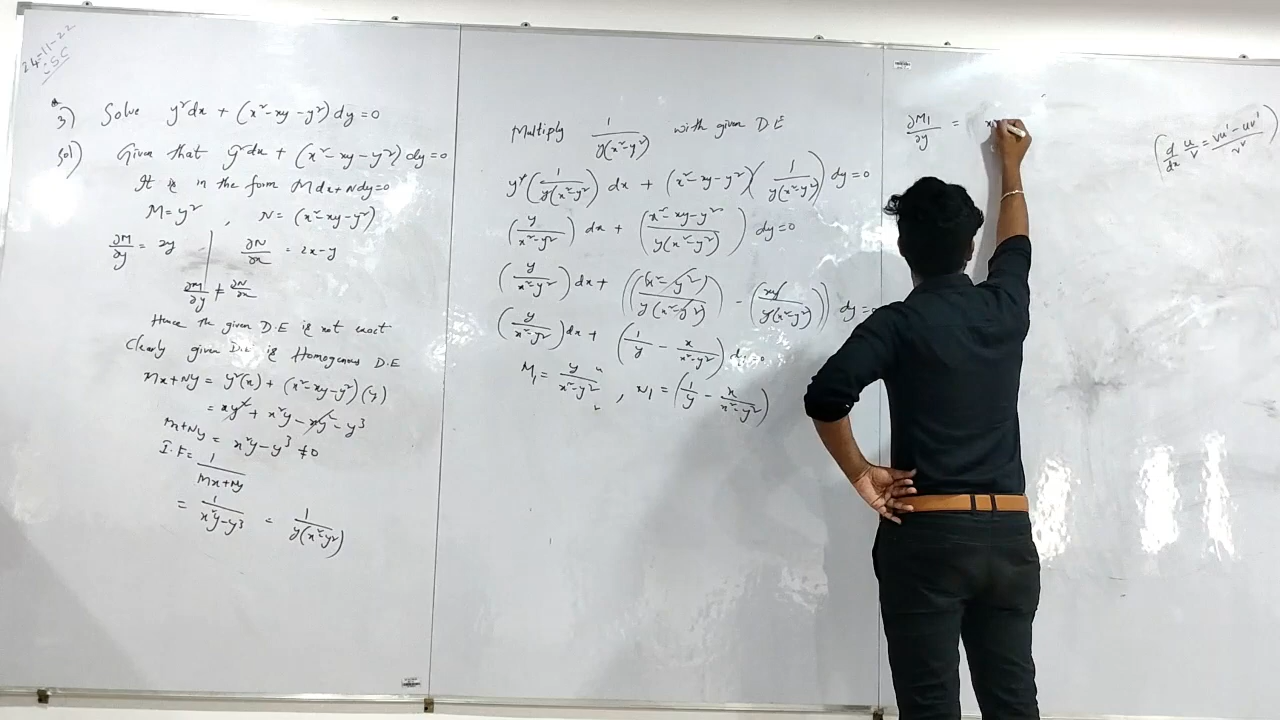 24-11-22
3) Solve y² dx + (x² - xy - y²) dy = 0
Sol) Given that y² dx + (x² - xy - y²) dy = 0
It is in the form Mdx + Ndy = 0
M = y² , N = (x² - xy - y²)
∂M/∂y = 2y | ∂N/∂x = 2x - y
∂M/∂y ≠ ∂N/∂x
Hence the given D.E is not exact
Clearly given D.E is Homogenous D.E
Mx + Ny = y²(x) + (x² - xy - y²)(y)
= xy² + x²y - xy² - y³
Mx + Ny = x²y - y³ ≠ 0
I.F = 1/(Mx + Ny)
= 1/(x²y - y³) = 1/(y(x² - y²))
Multiply 1/(y(x² - y²)) with given D E
y² (1/(y(x² - y²))) dx + (x² - xy - y²)(1/(y(x² - y²))) dy = 0
(y/(x² - y²)) dx + ((x² - xy - y²)/(y(x² - y²))) dy = 0
(y/(x² - y²)) dx + (((x² - y²)/(y(x² - y²))) - (xy/(y(x² - y²)))) dy =
(y/(x² - y²)) dx + (1/y - x/(x² - y²)) dy = 0
M₁ = y/(x² - y²) , N₁ = (1/y - x/(x² - y²))
∂M₁/∂y =
(d/dx u/v = (vu' - uv')/v²)